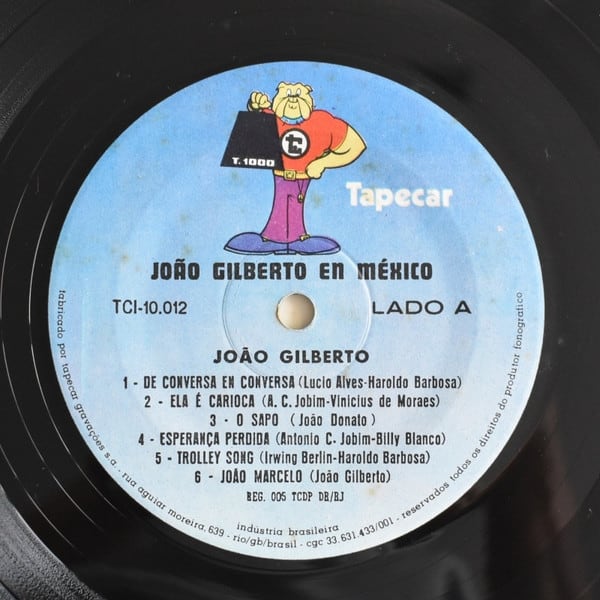 T.1000
Tapecar
JOÃO GILBERTO EN MÉXICO
TCI-10.012
LADO A
JOÃO GILBERTO
1 - DE CONVERSA EN CONVERSA (Lucio Alves-Haroldo Barbosa)
2 - ELA É CARIOCA (A. C. Jobim-Vinicius de Moraes)
3 - O SAPO (João Donato)
4 - ESPERANÇA PERDIDA (Antonio C. Jobim-Billy Blanco)
5 - TROLLEY SONG (Irwing Berlin-Haroldo Barbosa)
6 - JOÃO MARCELO (João Gilberto)
BEG. 005 TCDP DB/RJ
indústria brasileira
fabricado por tapecar gravações s.a. - rua aguiar moreira, 639 - rio/gb/brasil - cgc 33.631.433/001 - reservados todos os direitos do produtor fonografico